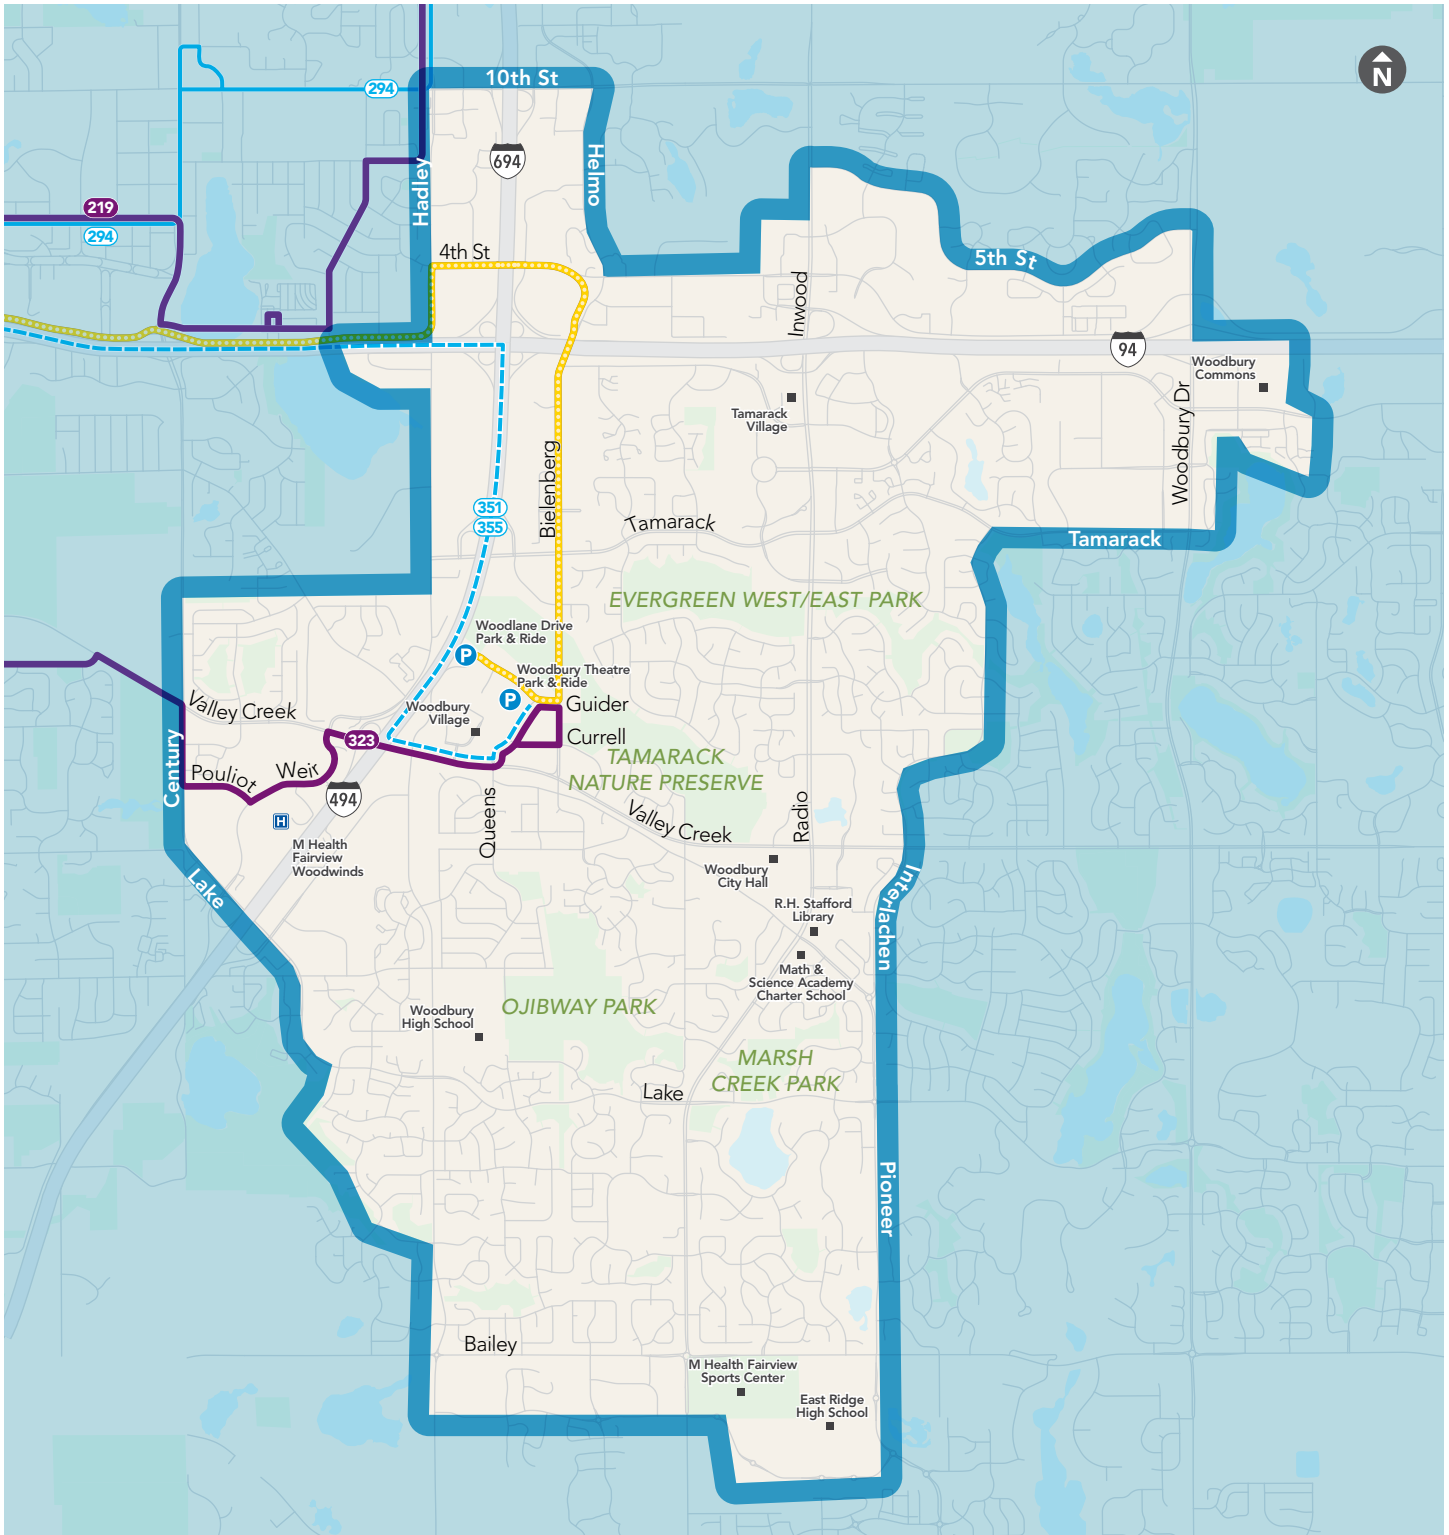 N
10th St
294
694
Helmo
Hadley
219
294
4th St
5th St
Inwood
94
Woodbury
Commons
Woodbury Dr
Tamarack
Village
Bielenberg
351
355
Tamarack
Tamarack
EVERGREEN WEST/EAST PARK
Woodlane Drive
Park & Ride
P
Woodbury Theatre
Park & Ride
P
Valley Creek
Woodbury
Village
Guider
323
Currell
TAMARACK
NATURE PRESERVE
Century
Pouliot
Weir
494
H
M Health
Fairview
Woodwinds
Queens
Valley Creek
Radio
Lake
Woodbury
City Hall
Interlachen
R.H. Stafford
Library
Math &
Science Academy
Charter School
Woodbury
High School
OJIBWAY PARK
MARSH
CREEK PARK
Lake
Pioneer
Bailey
M Health Fairview
Sports Center
East Ridge
High School